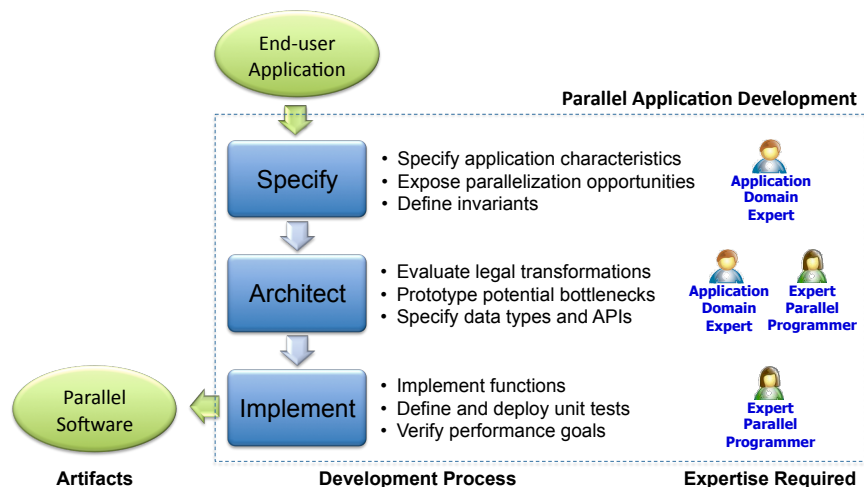 End-user
Application
Parallel Application Development
Specify
• Specify application characteristics
• Expose parallelization opportunities
• Define invariants
Application
Domain
Expert
Architect
• Evaluate legal transformations
• Prototype potential bottlenecks
• Specify data types and APIs
Application
Domain
Expert
Expert
Parallel
Programmer
Implement
• Implement functions
• Define and deploy unit tests
• Verify performance goals
Expert
Parallel
Programmer
Parallel
Software
Artifacts
Development Process
Expertise Required